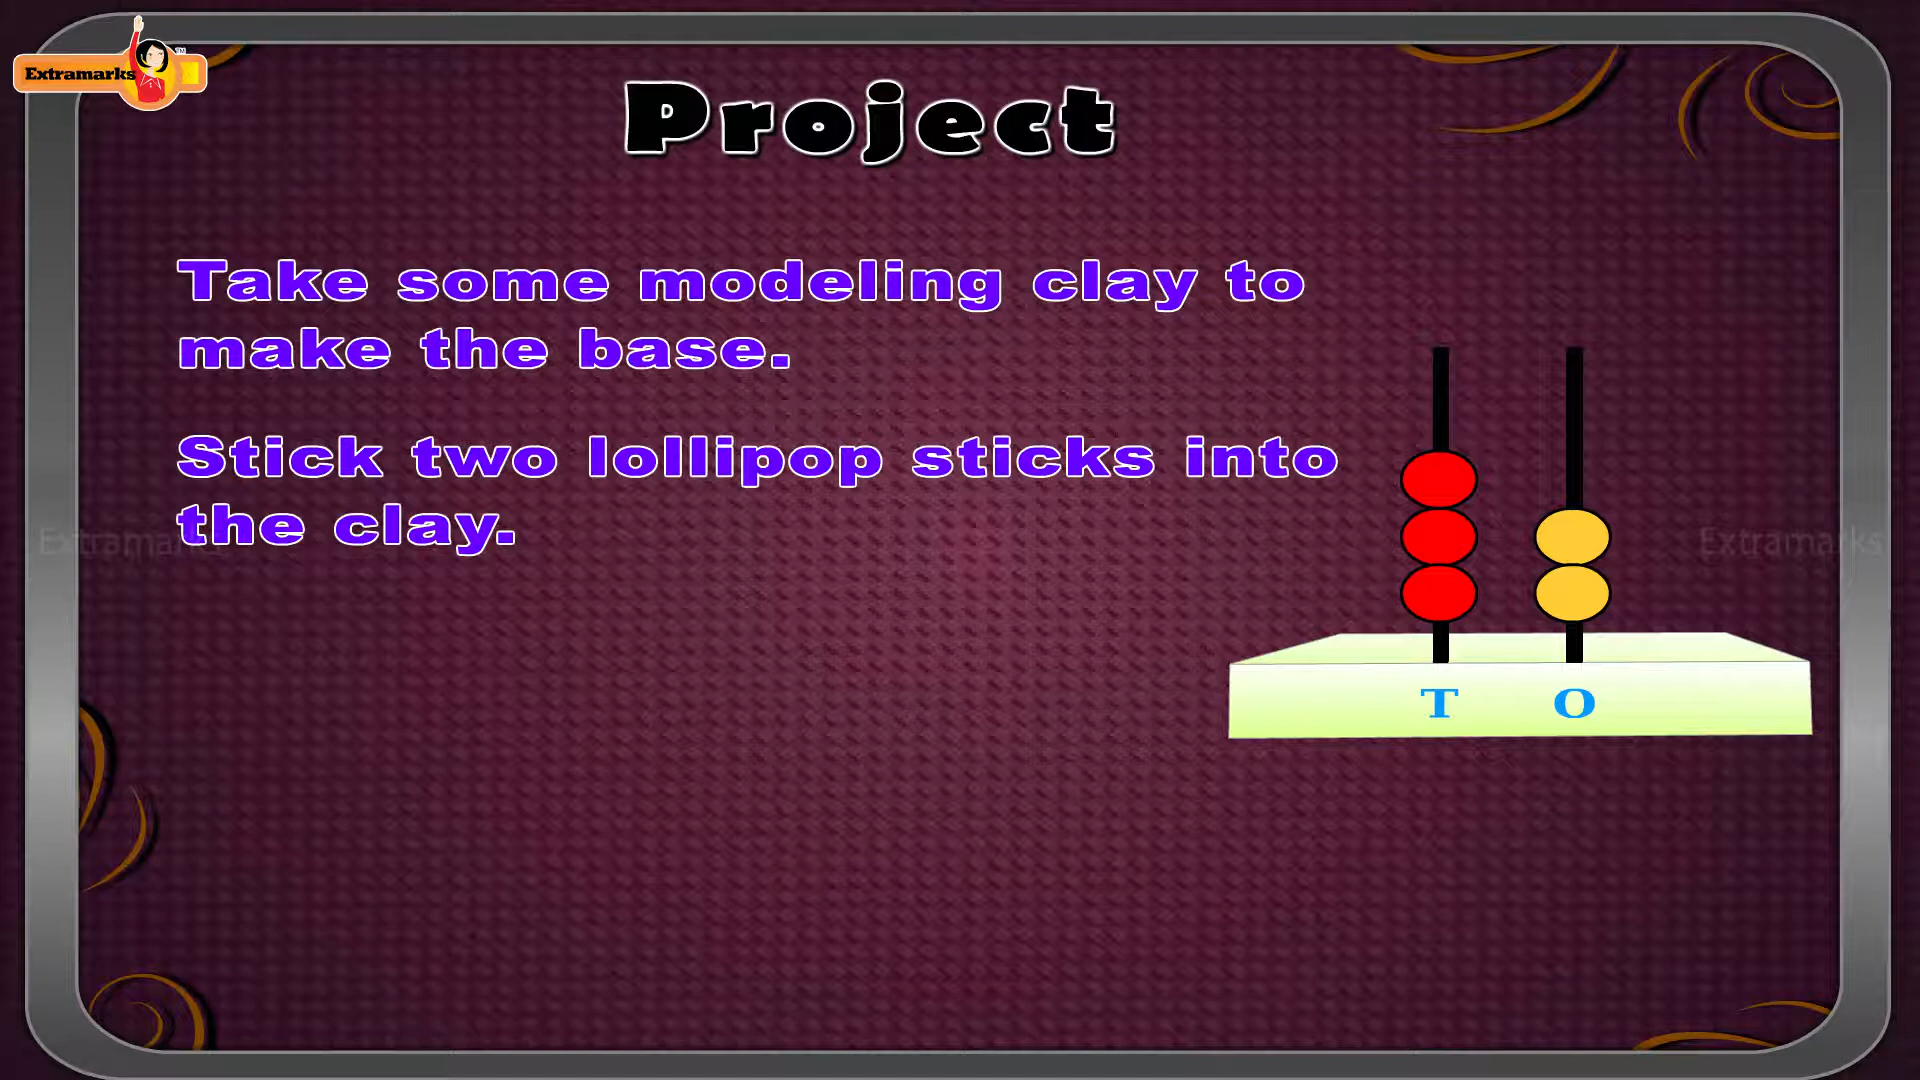 Extramarks
TM
Project
Take some modeling clay to
make the base.
Stick two lollipop sticks into
the clay.
Extramarks
Extramarks
T O